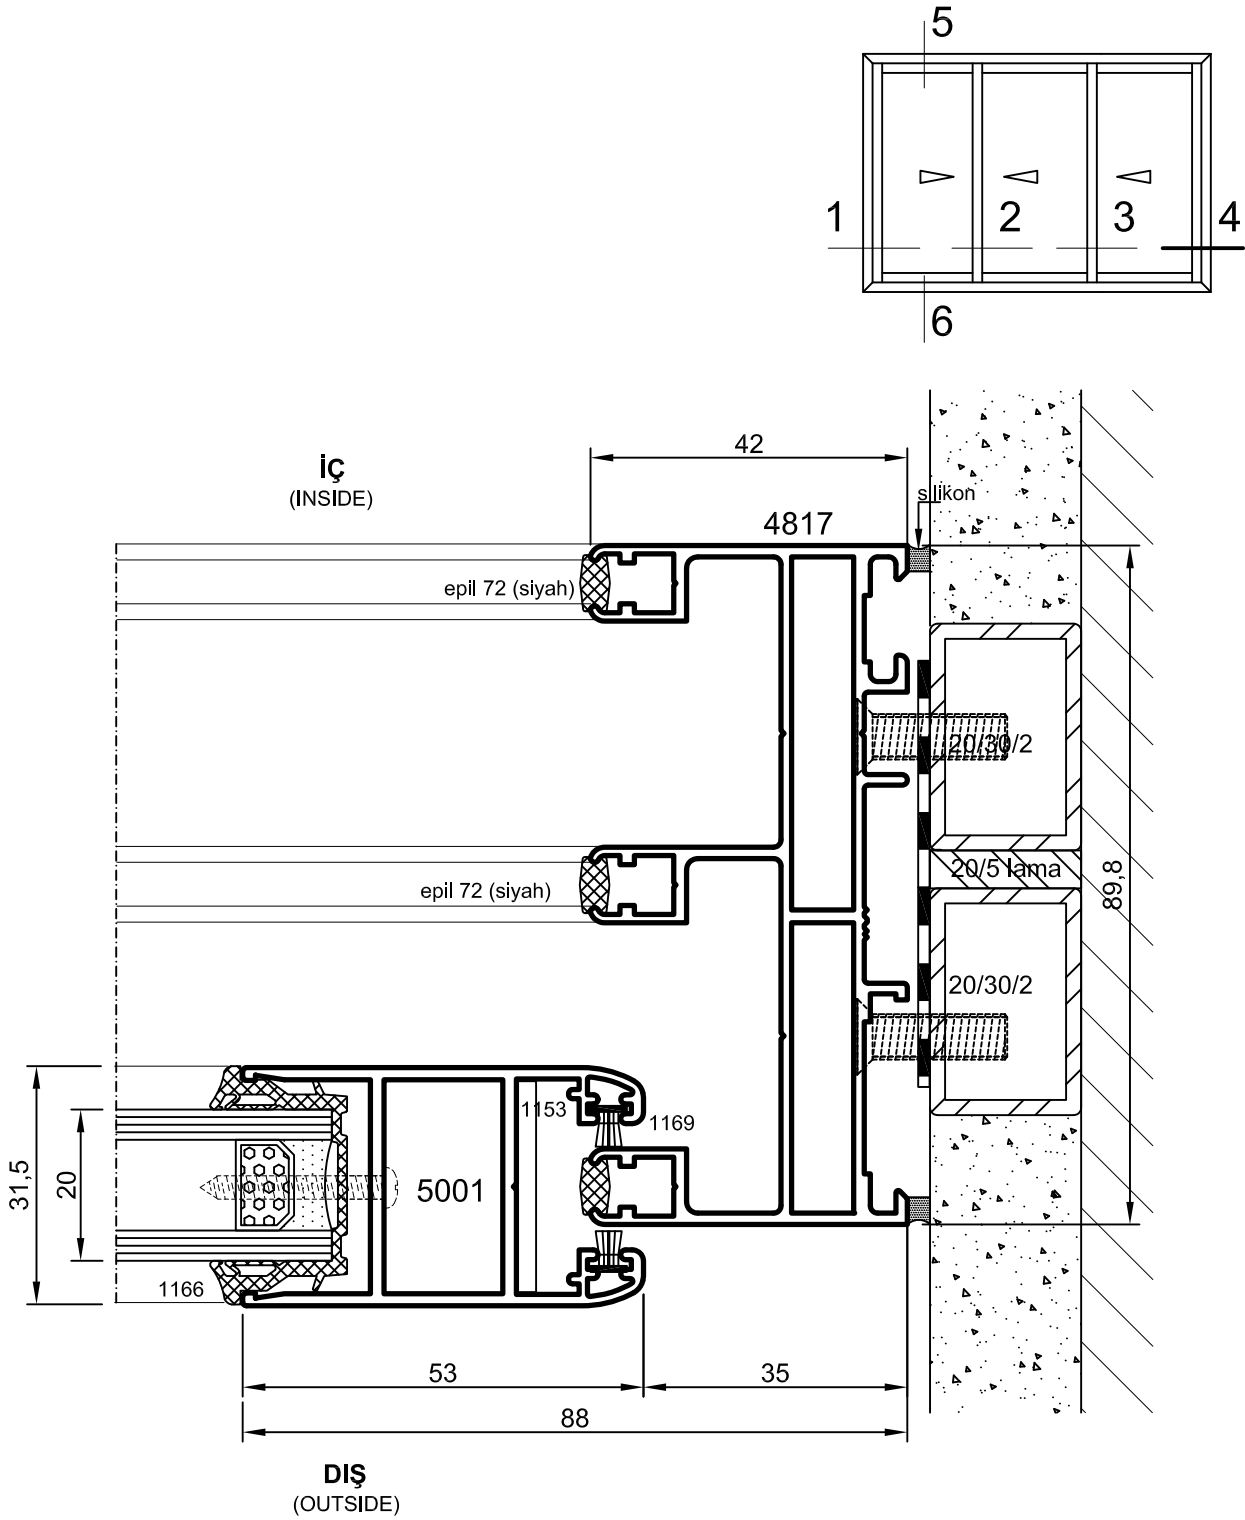 5
1
2
3
4
6
İÇ
(INSIDE)
42
silikon
4817
epil 72 (siyah)
20/30/2
20/5 lama
89,8
epil 72 (siyah)
20/30/2
1153
1169
31,5
20
5001
1166
53
35
88
DIŞ
(OUTSIDE)